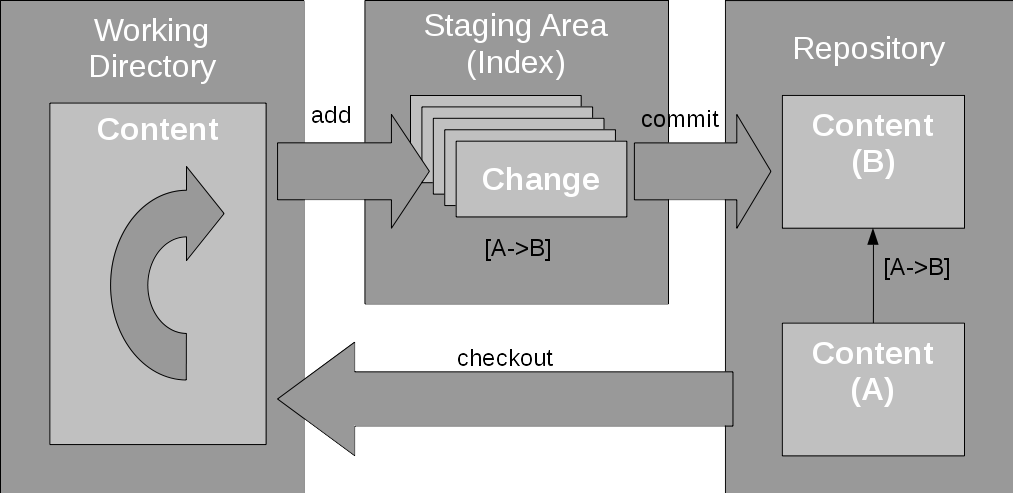 Working
Directory
Content
add
Staging Area
(Index)
Change
[A->B]
commit
Repository
Content
(B)
[A->B]
Content
(A)
checkout